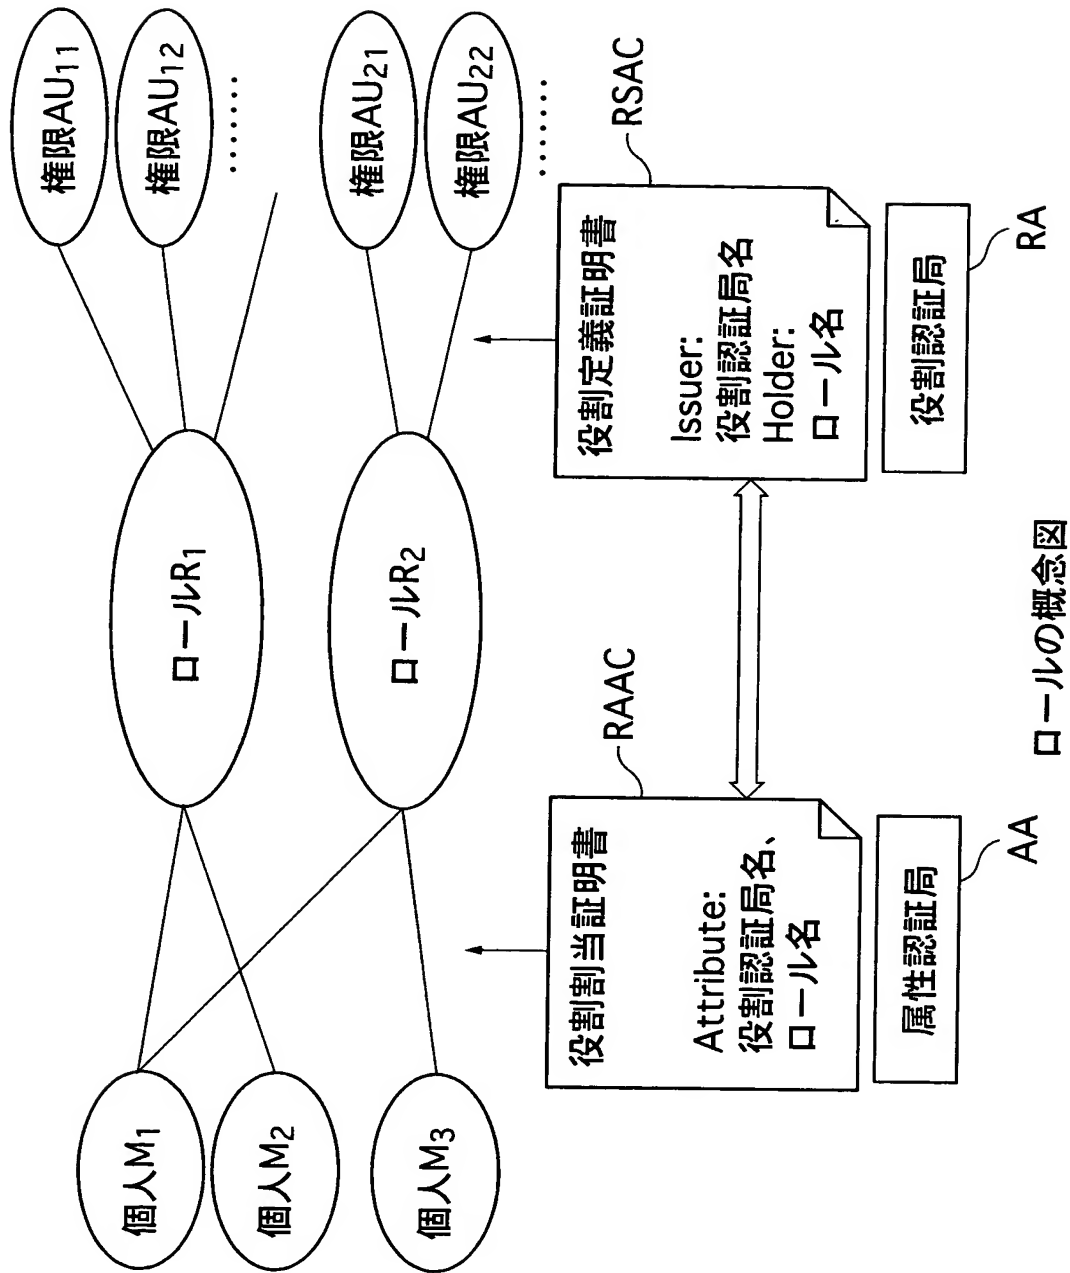 個人M1
個人M2
個人M3
ロールR1
ロールR2
権限AU11
権限AU12
......
権限AU21
権限AU22
......
役割割当証明書
Attribute:
役割認証局名、
ロール名
RAAC
属性認証局
AA
役割定義証明書
Issuer:
役割認証局名
Holder:
ロール名
RSAC
役割認証局
RA
ロールの概念図